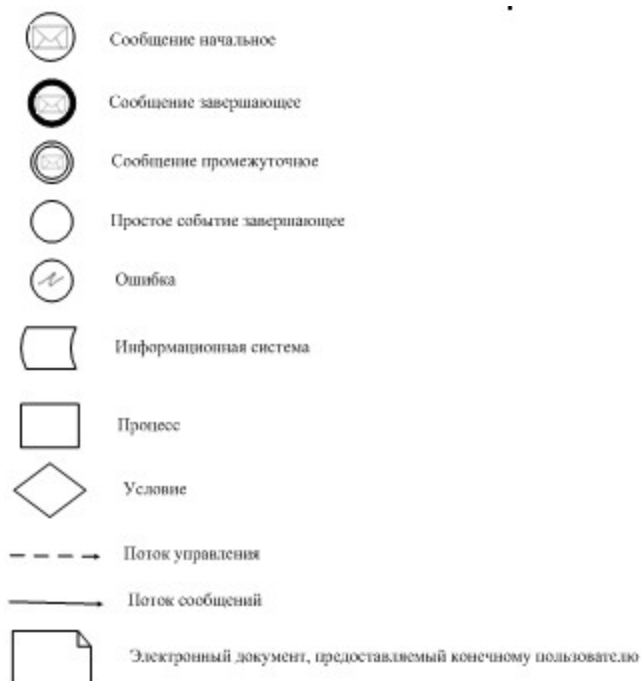 Сообщение начальное
Сообщение завершающее
Сообщение промежуточное
Простое событие завершающее
Ошибка
Информационная система
Процесс
Условие
Поток управления
Поток сообщений
Электронный документ, предоставляемый конечному пользователю